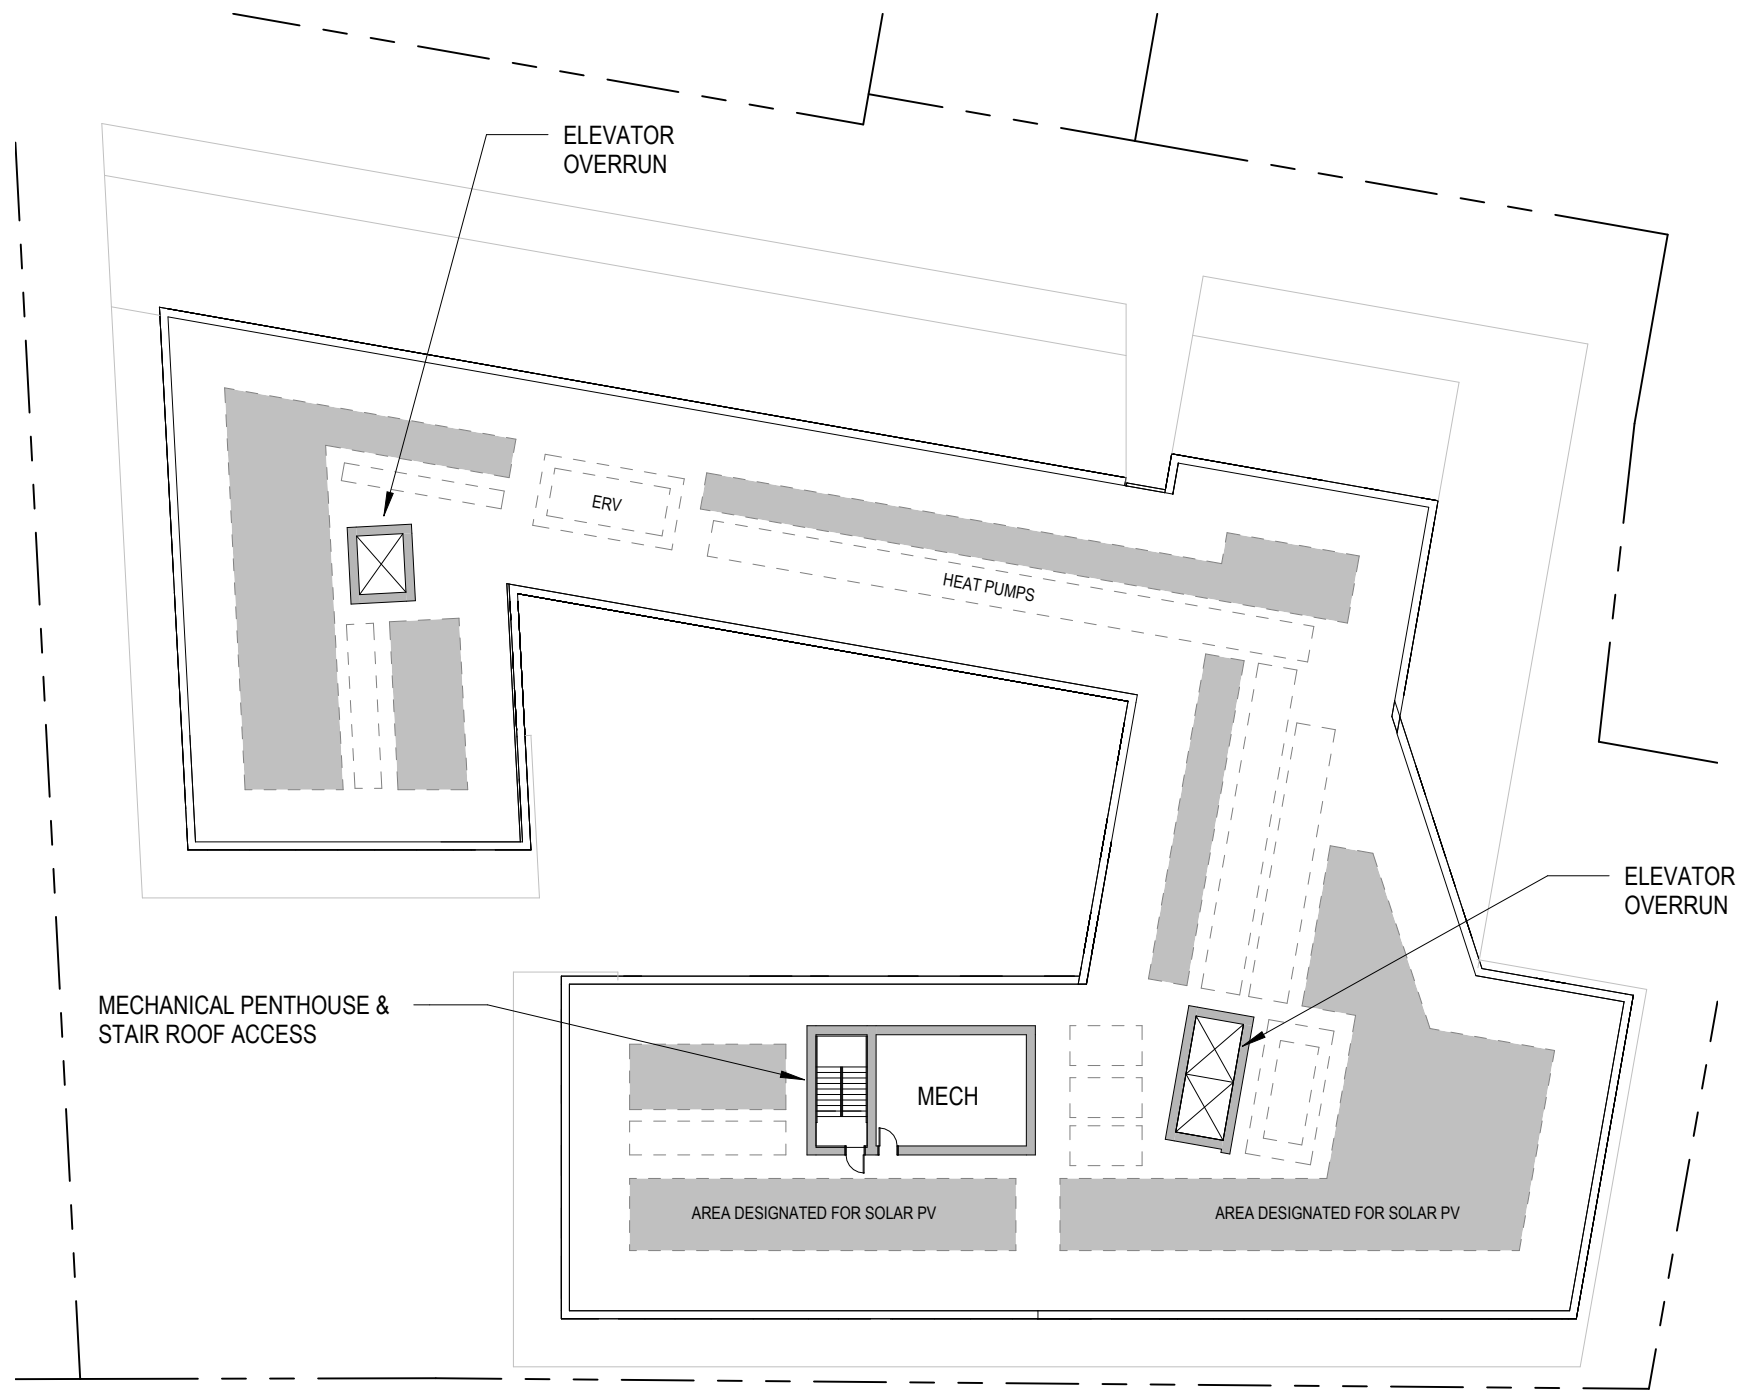 ELEVATOR
OVERRUN
ERV
HEAT PUMPS
ELEVATOR
OVERRUN
MECHANICAL PENTHOUSE &
STAIR ROOF ACCESS
MECH
AREA DESIGNATED FOR SOLAR PV
AREA DESIGNATED FOR SOLAR PV